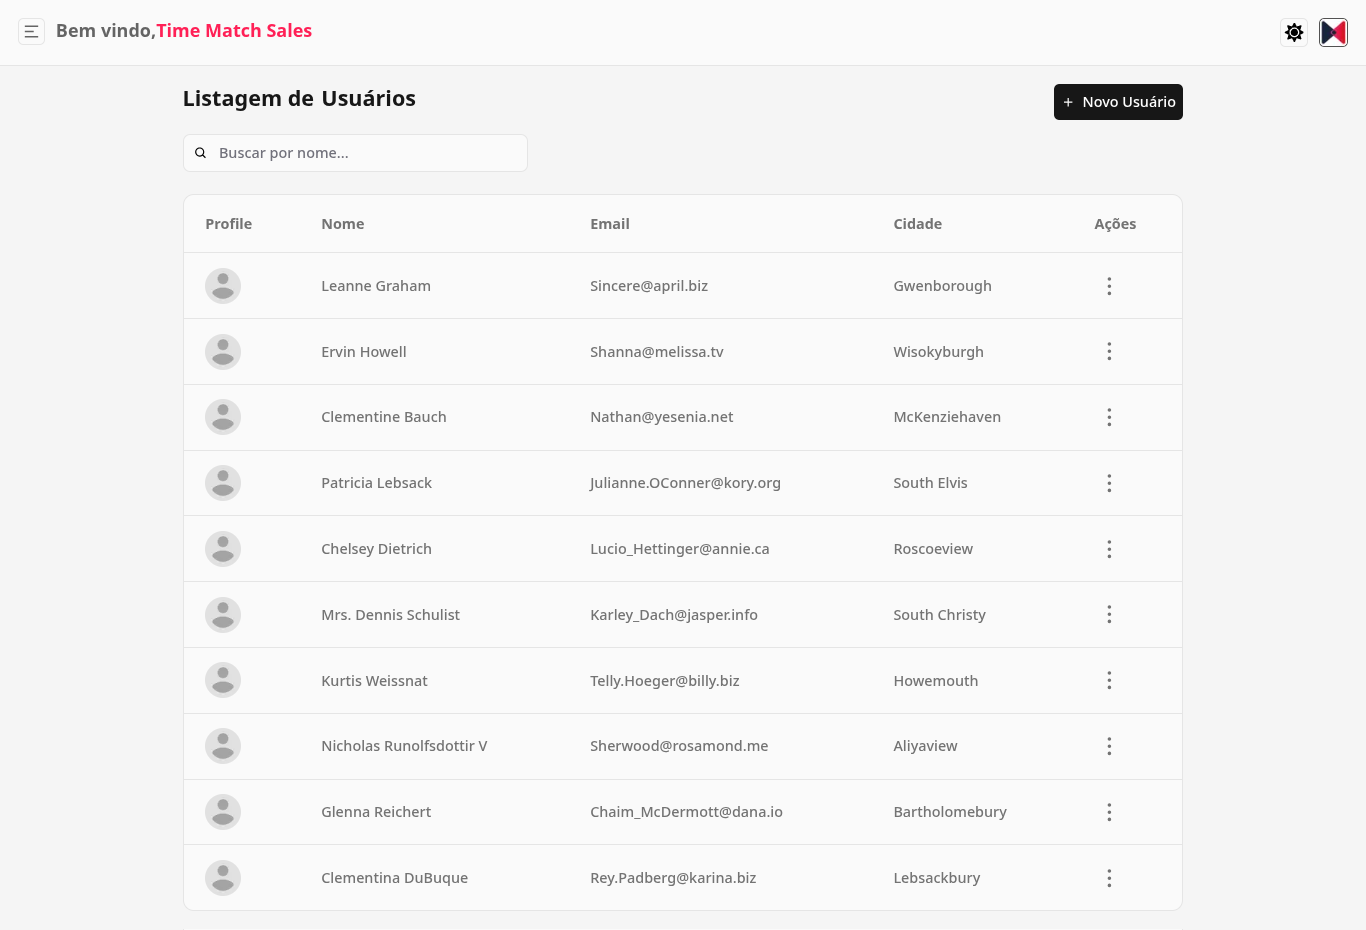 Bem vindo,Time Match Sales
Listagem de Usuários
+ Novo Usuário
Buscar por nome...
Profile Nome Email Cidade Ações
Leanne Graham Sincere@april.biz Gwenborough
Ervin Howell Shanna@melissa.tv Wisokyburgh
Clementine Bauch Nathan@yesenia.net McKenziehaven
Patricia Lebsack Julianne.OConner@kory.org South Elvis
Chelsey Dietrich Lucio_Hettinger@annie.ca Roscoeview
Mrs. Dennis Schulist Karley_Dach@jasper.info South Christy
Kurtis Weissnat Telly.Hoeger@billy.biz Howemouth
Nicholas Runolfsdottir V Sherwood@rosamond.me Aliyaview
Glenna Reichert Chaim_McDermott@dana.io Bartholomebury
Clementina DuBuque Rey.Padberg@karina.biz Lebsackbury